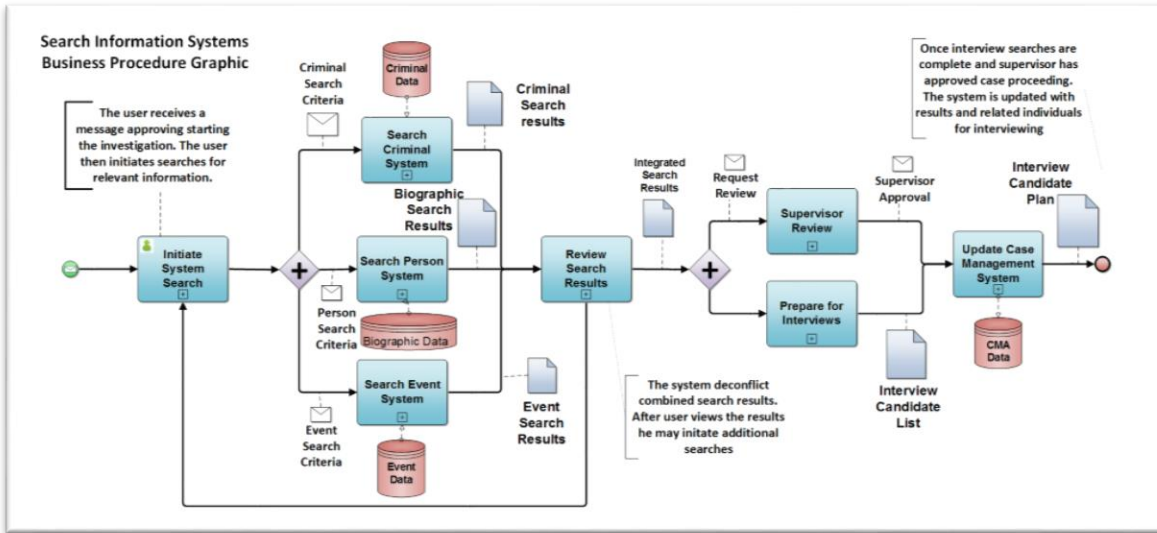 Search Information Systems
Business Procedure Graphic
The user receives a
message approving starting
the investigation. The user
then initiates searches for
relevant information.
Initiate
System
Search
Criminal
Search
Criteria
Criminal
Data
Search
Criminal
System
Criminal
Search
results
Biographic
Search
Results
Search Person
System
Person
Search
Criteria
Biographic Data
Search Event
System
Event
Search
Criteria
Event
Data
Event
Search
Results
Review
Search
Results
The system deconflict
combined search results.
After user views the results
he may initate additional
searches
Integrated
Search
Results
Request
Review
Supervisor
Review
Supervisor
Approval
Prepare for
Interviews
Interview
Candidate
List
Once interview searches are
complete and supervisor has
approved case proceeding.
The system is updated with
results and related individuals
for interviewing
Interview
Candidate
Plan
Update Case
Management
System
CMA
Data